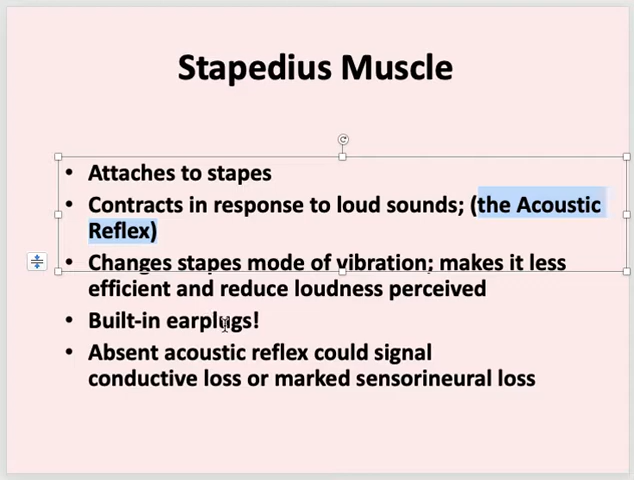 Stapedius Muscle
• Attaches to stapes
• Contracts in response to loud sounds; (the Acoustic
Reflex)
• Changes stapes mode of vibration; makes it less
efficient and reduce loudness perceived
• Built-in earplugs!
• Absent acoustic reflex could signal
conductive loss or marked sensorineural loss